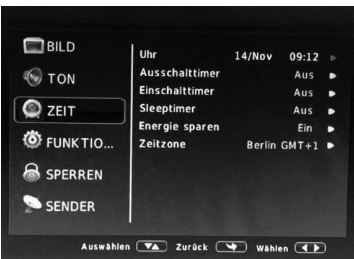 BILD
TON
ZEIT
FUNKTIO...
SPERREN
SENDER
Uhr 14/Nov 09:12
Ausschalttimer Aus
Einschalttimer Aus
Sleeptimer Aus
Energie sparen Ein
Zeitzone Berlin GMT+1
Auswählen Zurück Wählen